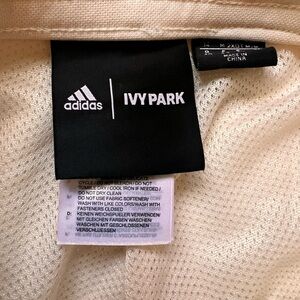 adidas
IVY PARK
MADE IN
CHINA
TUMBLE DRY / COOL IRON IF NEEDED /
DO NOT DRY-CLEAN
DO NOT USE FABRIC SOFTENER/
WASH WITH LIKE COLORS/WASH WITH
FASTENERS CLOSED
D: KEINEN WEICHSPUELER VERWENDEN/
MIT GLEICHEN FARBEN WASCHEN/
WASCHEN MIT GESCHLOSSENEN
VERSCHLUESSEN